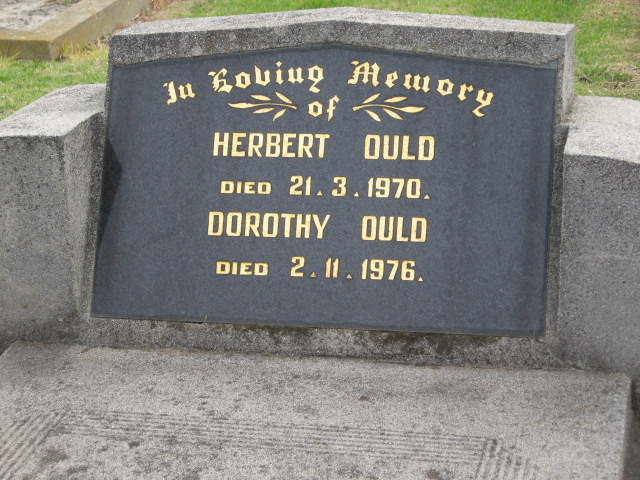 In Loving Memory
of
HERBERT OULD
DIED 21.3.1970.
DOROTHY OULD
DIED 2.11.1976.